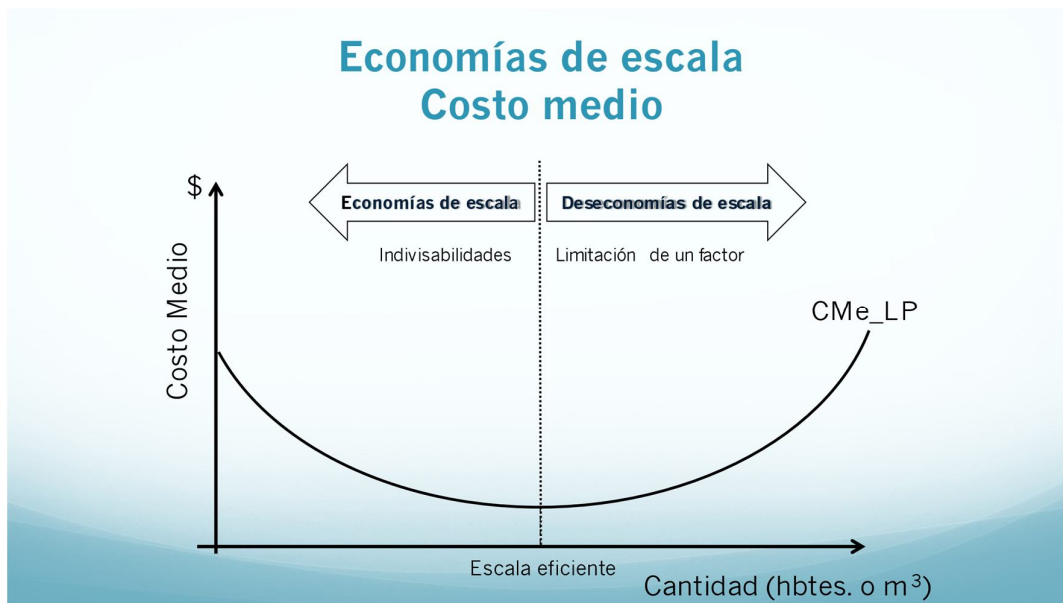 Economías de escala
Costo medio
$
Economías de escala
Deseconomías de escala
Indivisabilidades
Limitación de un factor
Costo Medio
CMe_LP
Escala eficiente
Cantidad (hbtes. o m³)